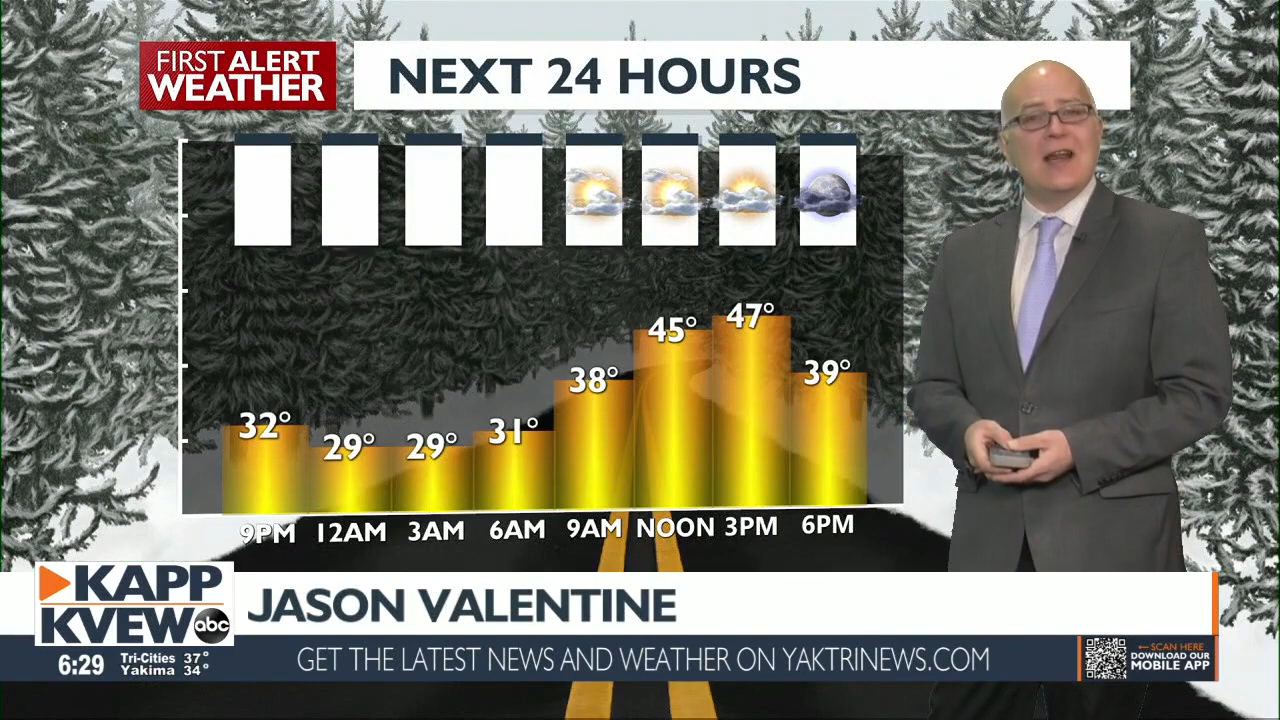 FIRST ALERT
WEATHER
NEXT 24 HOURS
32° 29° 29° 31° 38° 45° 47° 39°
9PM 12AM 3AM 6AM 9AM NOON 3PM 6PM
KAPP
KVEW abc
JASON VALENTINE
6:29
Tri-Cities 37°
Yakima 34°
GET THE LATEST NEWS AND WEATHER ON YAKTRINEWS.COM
SCAN HERE
DOWNLOAD OUR
MOBILE APP